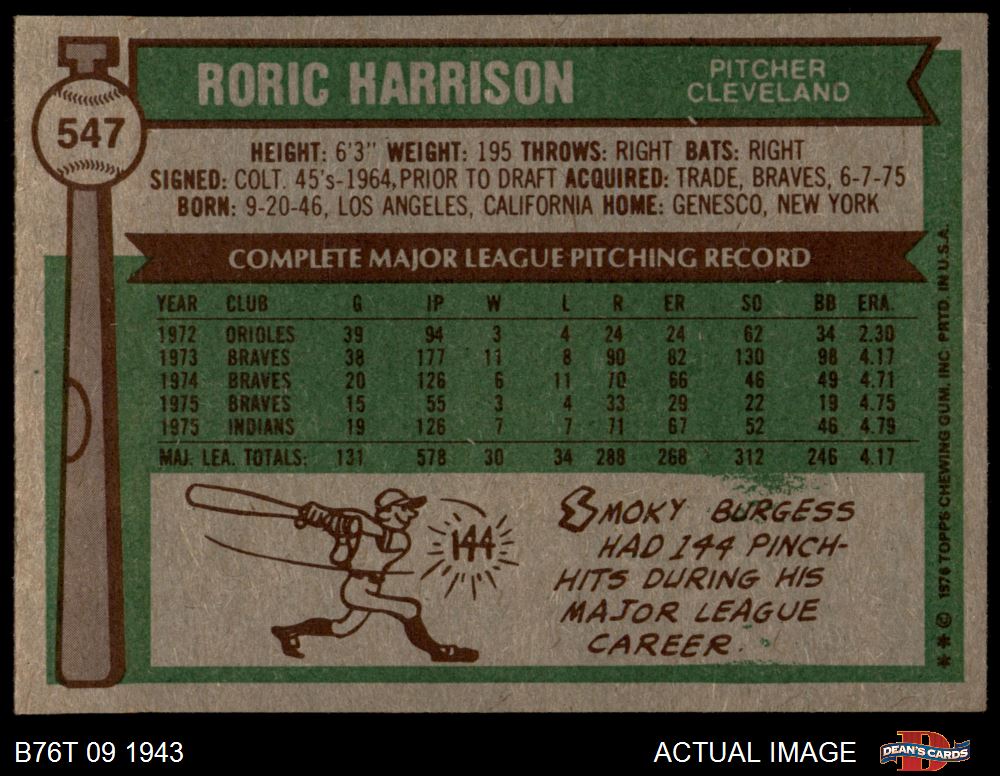 547
RORIC HARRISON
PITCHER
CLEVELAND
HEIGHT: 6'3" WEIGHT: 195 THROWS: RIGHT BATS: RIGHT
SIGNED: COLT. 45's-1964, PRIOR TO DRAFT ACQUIRED: TRADE, BRAVES, 6-7-75
BORN: 9-20-46, LOS ANGELES, CALIFORNIA HOME: GENESCO, NEW YORK
COMPLETE MAJOR LEAGUE PITCHING RECORD
YEAR CLUB G IP W L R ER SO BB ERA.
1972 ORIOLES 39 94 3 4 24 24 62 34 2.30
1973 BRAVES 38 177 11 8 90 82 130 98 4.17
1974 BRAVES 20 126 6 11 70 66 46 49 4.71
1975 BRAVES 15 55 3 4 33 29 22 19 4.75
1975 INDIANS 19 126 7 7 71 67 52 46 4.79
MAJ. LEA. TOTALS: 131 578 30 34 288 268 312 246 4.17
144
SMOKY BURGESS
HAD 144 PINCH-
HITS DURING HIS
MAJOR LEAGUE
CAREER.
** © 1976 TOPPS CHEWING GUM, INC. PRTD. IN U.S.A.
B76T 09 1943
ACTUAL IMAGE
D
DEAN'S CARDS